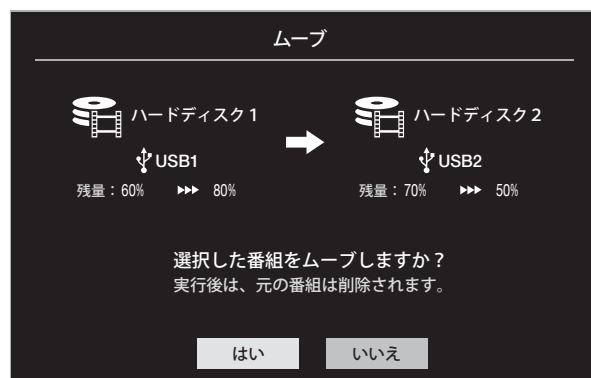 ムーブ
ハードディスク1 ハードディスク2
USB1 USB2
残量：60% ▸▸▸ 80% 残量：70% ▸▸▸ 50%
選択した番組をムーブしますか？
実行後は、元の番組は削除されます。
はい いいえ